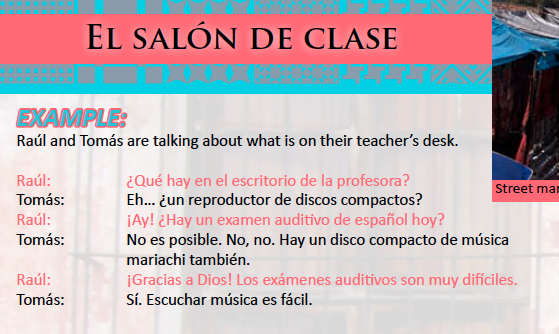 EL SALÓN DE CLASE
EXAMPLE:
Raúl and Tomás are talking about what is on their teacher's desk.
Street mar
Raúl: ¿Qué hay en el escritorio de la profesora?
Tomás: Eh... ¿un reproductor de discos compactos?
Raúl: ¡Ay! ¿Hay un examen auditivo de español hoy?
Tomás: No es posible. No, no. Hay un disco compacto de música
mariachi también.
Raúl: ¡Gracias a Dios! Los exámenes auditivos son muy difíciles.
Tomás: Sí. Escuchar música es fácil.